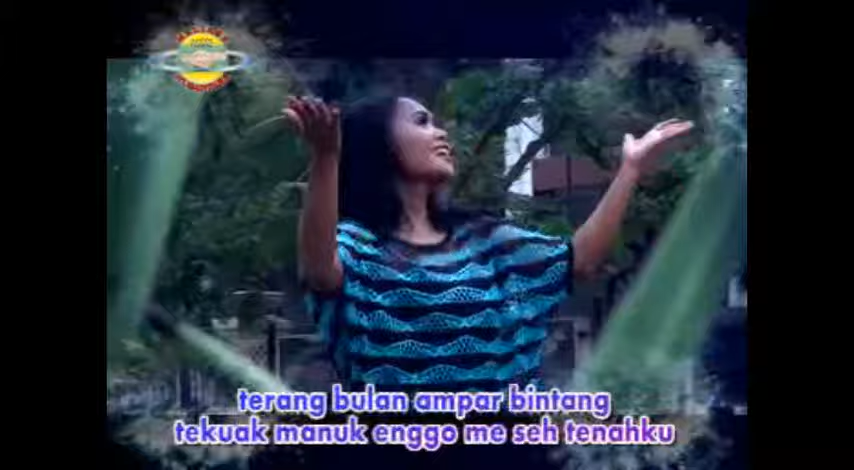 terang bulan ampar bintang
tekuak manuk enggo me seh tenahku